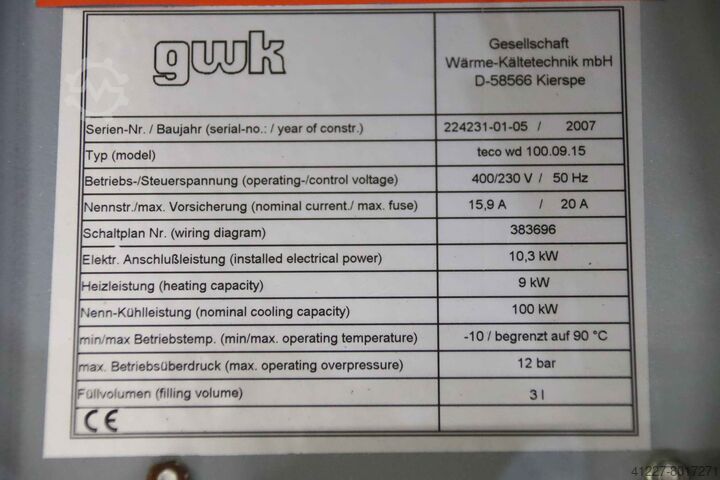 gwk
Gesellschaft
Wärme-Kältetechnik mbH
D-58566 Kierspe
Serien-Nr. / Baujahr (serial-no.: / year of constr.) 224231-01-05 / 2007
Typ (model) teco wd 100.09.15
Betriebs-/Steuerspannung (operating-/control voltage) 400/230 V / 50 Hz
Nennstr./max. Vorsicherung (nominal current./ max. fuse) 15,9 A / 20 A
Schaltplan Nr. (wiring diagram) 383696
Elektr. Anschlußleistung (installed electrical power) 10,3 kW
Heizleistung (heating capacity) 9 kW
Nenn-Kühlleistung (nominal cooling capacity) 100 kW
min/max Betriebstemp. (min/max. operating temperature) -10 / begrenzt auf 90 °C
max. Betriebsüberdruck (max. operating overpressure) 12 bar
Füllvolumen (filling volume) 3 l
CE
41227-8017271